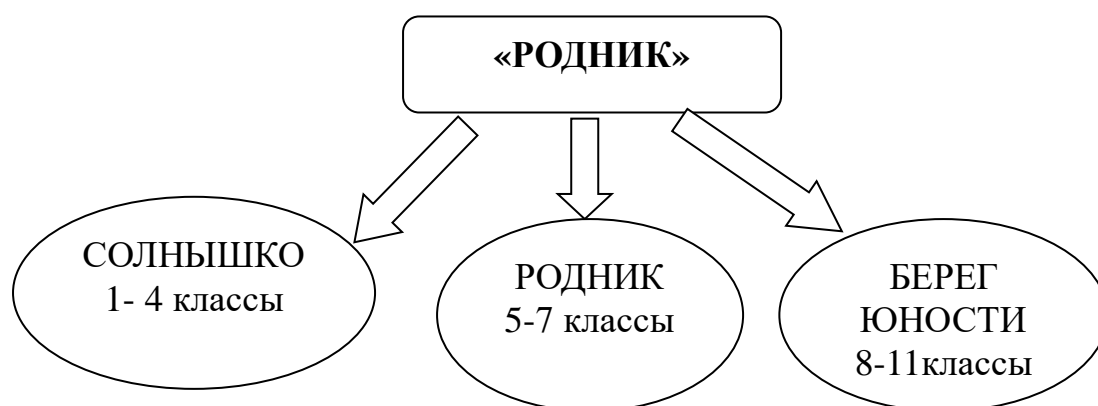 «РОДНИК»
СОЛНЫШКО
1- 4 классы
РОДНИК
5-7 классы
БЕРЕГ
ЮНОСТИ
8-11классы